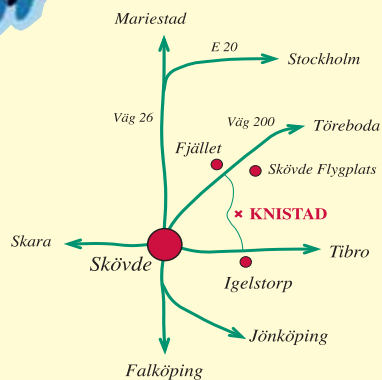 Mariestad
E 20
Stockholm
Väg 26
Väg 200
Töreboda
Fjället
Skövde Flygplats
× KNISTAD
Skara
Skövde
Tibro
Igelstorp
Jönköping
Falköping